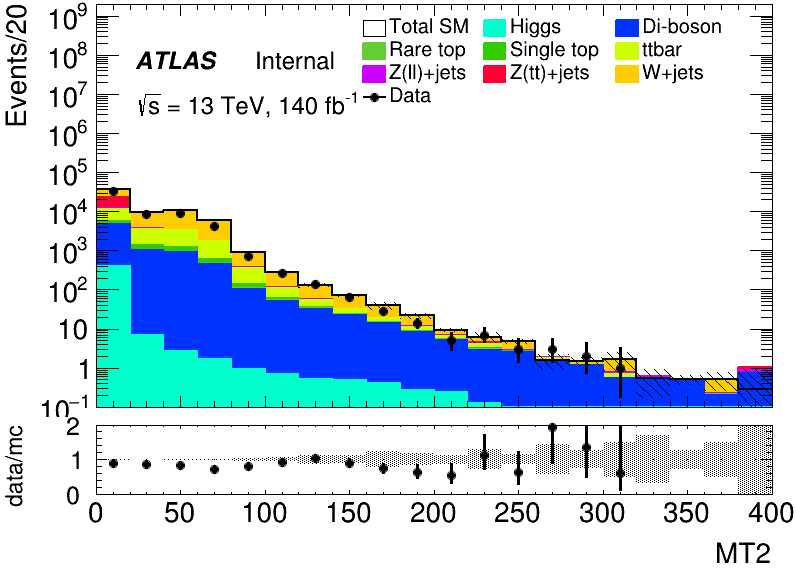 Events/20
10⁹
10⁸
10⁷
10⁶
10⁵
10⁴
10³
10²
10
1
10⁻¹
ATLAS Internal
√s = 13 TeV, 140 fb⁻¹
Total SM Higgs Di-boson
Rare top Single top ttbar
Z(ll)+jets Z(tt)+jets W+jets
Data
data/mc
2
1
0
0 50 100 150 200 250 300 350 400
MT2